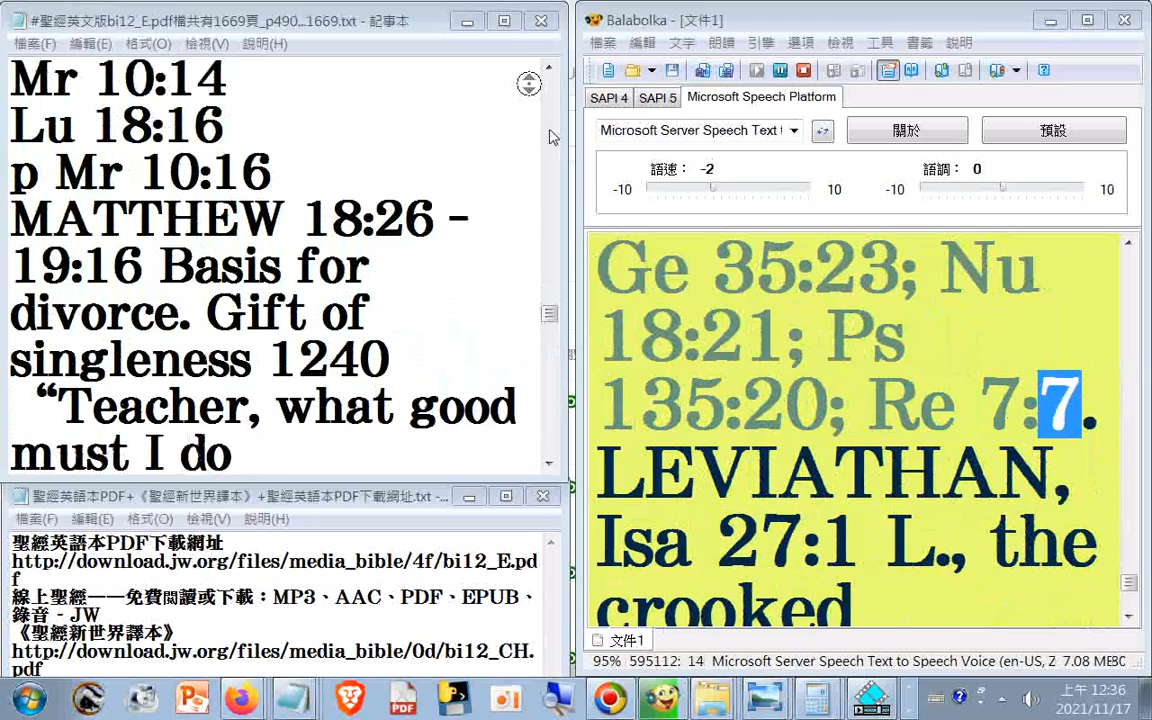 #聖經英文版bi12_E.pdf檔共有1669頁_p490...1669.txt - 記事本
檔案(F) 編輯(E) 格式(O) 檢視(V) 說明(H)
Mr 10:14
Lu 18:16
p Mr 10:16
MATTHEW 18:26 -
19:16 Basis for
divorce. Gift of
singleness 1240
“Teacher, what good
must I do
聖經英語本PDF+《聖經新世界譯本》+聖經英語本PDF下載網址.txt -...
檔案(F) 編輯(E) 格式(O) 檢視(V) 說明(H)
聖經英語本PDF下載網址
http://download.jw.org/files/media_bible/4f/bi12_E.pd
f
線上聖經——免費閱讀或下載：MP3、AAC、PDF、EPUB、
錄音 - JW
《聖經新世界譯本》
http://download.jw.org/files/media_bible/0d/bi12_CH.
pdf
Balabolka - [文件1]
檔案 編輯 文字 朗讀 引擎 選項 檢視 工具 書籤 說明
SAPI 4 SAPI 5 Microsoft Speech Platform
Microsoft Server Speech Text 關於 預設
語速： -2 語調： 0
-10 10 -10 10
Ge 35:23; Nu
18:21; Ps
135:20; Re 7:7.
LEVIATHAN,
Isa 27:1 L., the
crooked
文件1
95% 595112: 14 Microsoft Server Speech Text to Speech Voice (en-US, Z 7.08 МЕБС
PDF
上午 12:36
2021/11/17